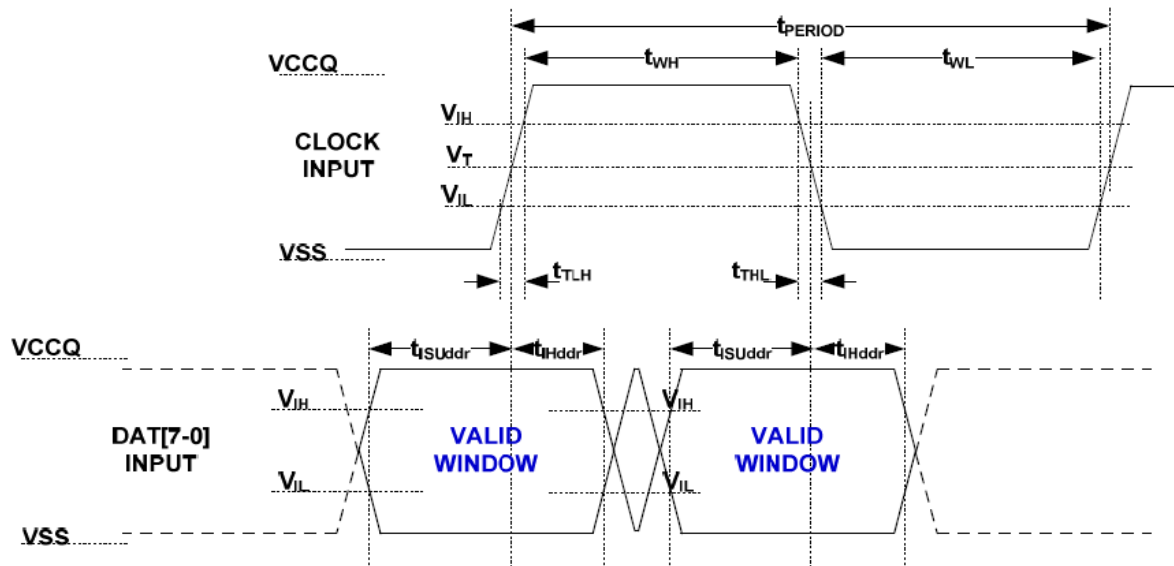 tPERIOD
VCCQ
tWH
tWL
VIH
CLOCK
INPUT
VT
VIL
VSS
tTLH
tTHL
VCCQ
tISUddr
tIHddr
tISUddr
tIHddr
VIH
VIH
DAT[7-0]
INPUT
VALID
WINDOW
VALID
WINDOW
VIL
VIL
VSS